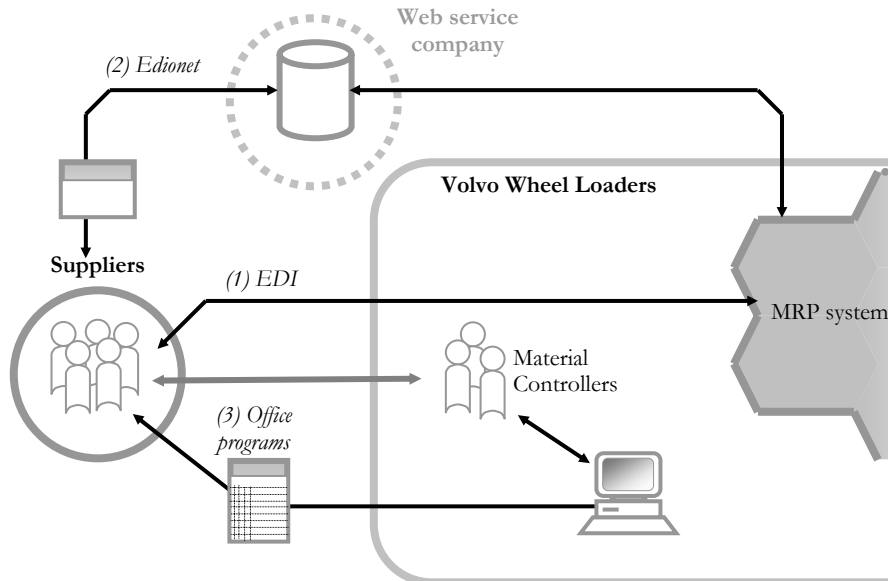 Web service
company
(2) Edionet
Volvo Wheel Loaders
Suppliers
(1) EDI
MRP system
Material
Controllers
(3) Office
programs